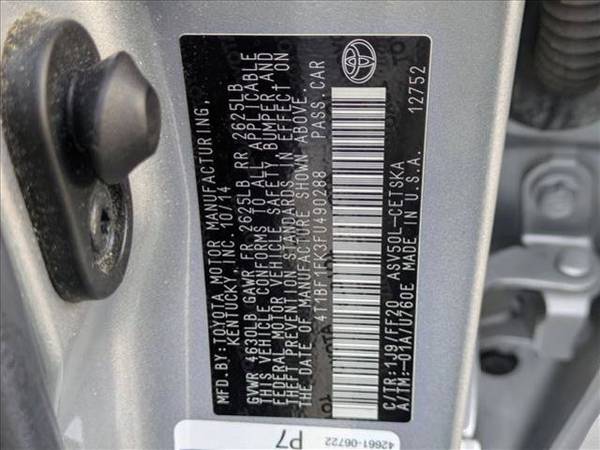 MFD.BY:TOYOTA MOTOR MANUFACTURING,
KENTUCKY, INC. 10/14
GVWR 4630LB GAWR FR 2625LB RR 2625LB
THIS VEHICLE CONFORMS TO ALL APPLICABLE
FEDERAL MOTOR VEHICLE SAFETY, BUMPER AND
THEFT PREVENTION STANDARDS IN EFFECT ON
THE DATE OF MANUFACTURE SHOWN ABOVE.
4T1BF1FK3FU490288 PASS.CAR
C/TR:1J9/FF20 ASV50L-CETSKA
A/TM:-01A/U760E MADE IN U.S.A.
12752
42661-06722
P7